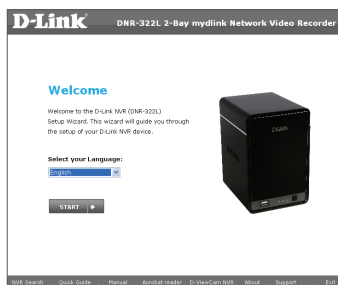 D-Link
DNR-322L 2-Bay mydlink Network Video Recorder
Welcome
Welcome to the D-Link NVR (DNR-322L)
Setup Wizard. This wizard will guide you through
the setup of your D-Link NVR device.
Select your Language:
English
START
D-Link
NVR Search Quick Guide Manual Acrobat reader D-ViewCam NVR About Support Exit